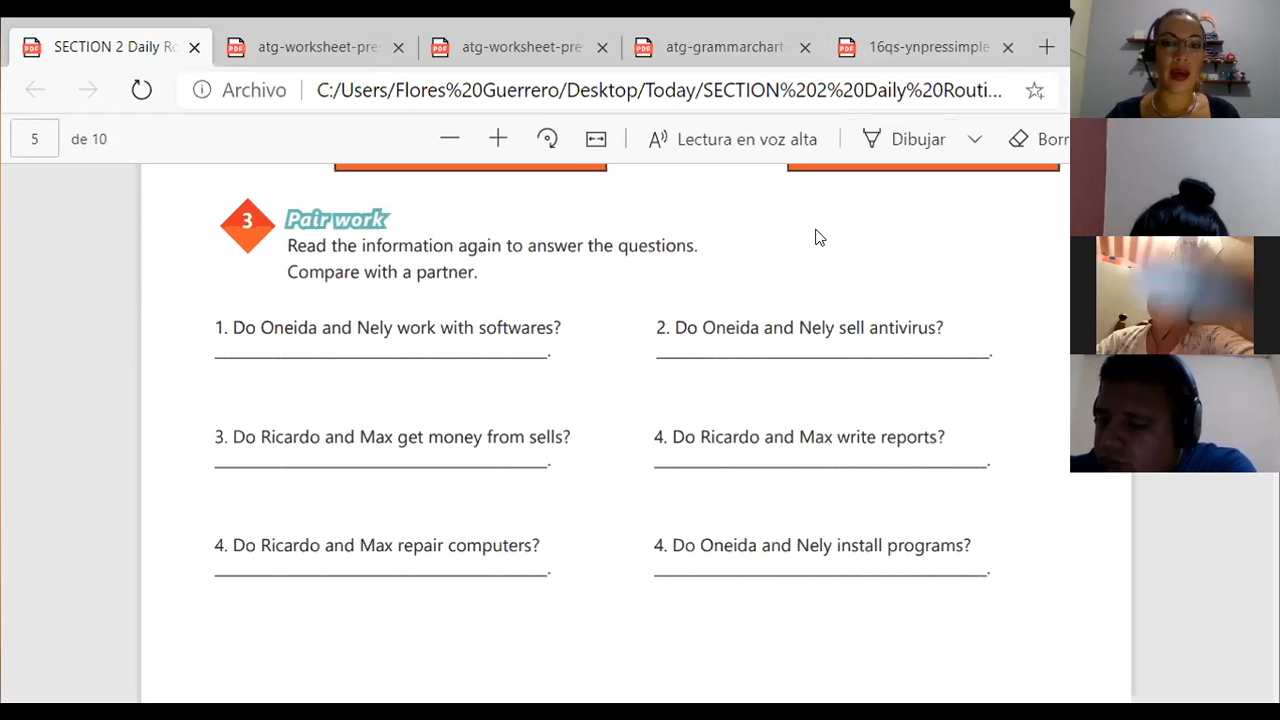 SECTION 2 Daily Ro
atg-worksheet-pre
atg-worksheet-pre
atg-grammarchart
16qs-ynpressimple
Archivo
C:/Users/Flores%20Guerrero/Desktop/Today/SECTION%202%20Daily%20Routi...
5 de 10
Lectura en voz alta
Dibujar
Borr
3
Pair work
Read the information again to answer the questions.
Compare with a partner.
1. Do Oneida and Nely work with softwares?
2. Do Oneida and Nely sell antivirus?
3. Do Ricardo and Max get money from sells?
4. Do Ricardo and Max write reports?
4. Do Ricardo and Max repair computers?
4. Do Oneida and Nely install programs?